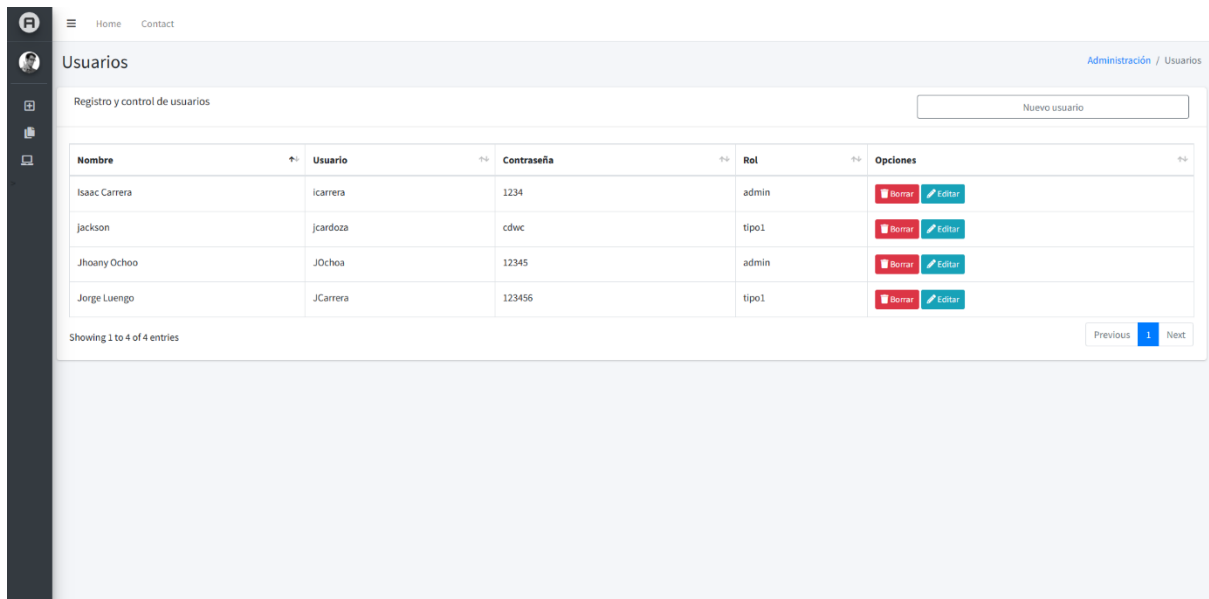 Home Contact
Usuarios
Administración / Usuarios
Registro y control de usuarios
Nuevo usuario
Nombre Usuario Contraseña Rol Opciones
Isaac Carrera icarrera 1234 admin Borrar Editar
jackson jcardoza cdwc tipo1 Borrar Editar
Jhoany Ochoo JOchoa 12345 admin Borrar Editar
Jorge Luengo JCarrera 123456 tipo1 Borrar Editar
Showing 1 to 4 of 4 entries
Previous 1 Next